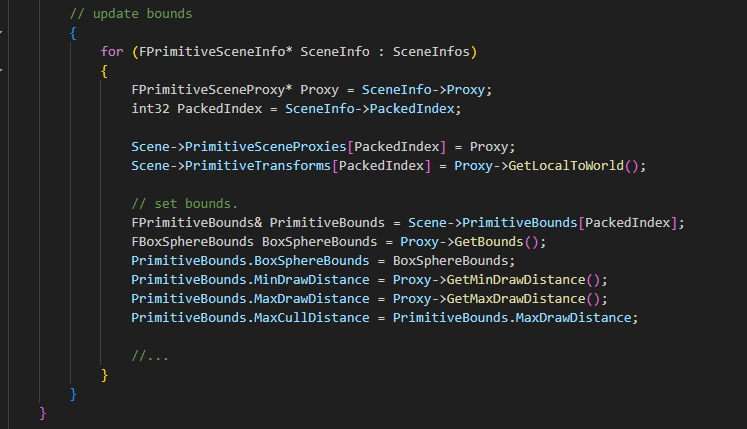 // update bounds
{
for (FPrimitiveSceneInfo* SceneInfo : SceneInfos)
{
FPrimitiveSceneProxy* Proxy = SceneInfo->Proxy;
int32 PackedIndex = SceneInfo->PackedIndex;
Scene->PrimitiveSceneProxies[PackedIndex] = Proxy;
Scene->PrimitiveTransforms[PackedIndex] = Proxy->GetLocalToWorld();
// set bounds.
FPrimitiveBounds& PrimitiveBounds = Scene->PrimitiveBounds[PackedIndex];
FBoxSphereBounds BoxSphereBounds = Proxy->GetBounds();
PrimitiveBounds.BoxSphereBounds = BoxSphereBounds;
PrimitiveBounds.MinDrawDistance = Proxy->GetMinDrawDistance();
PrimitiveBounds.MaxDrawDistance = Proxy->GetMaxDrawDistance();
PrimitiveBounds.MaxCullDistance = PrimitiveBounds.MaxDrawDistance;
//...
}
}
}